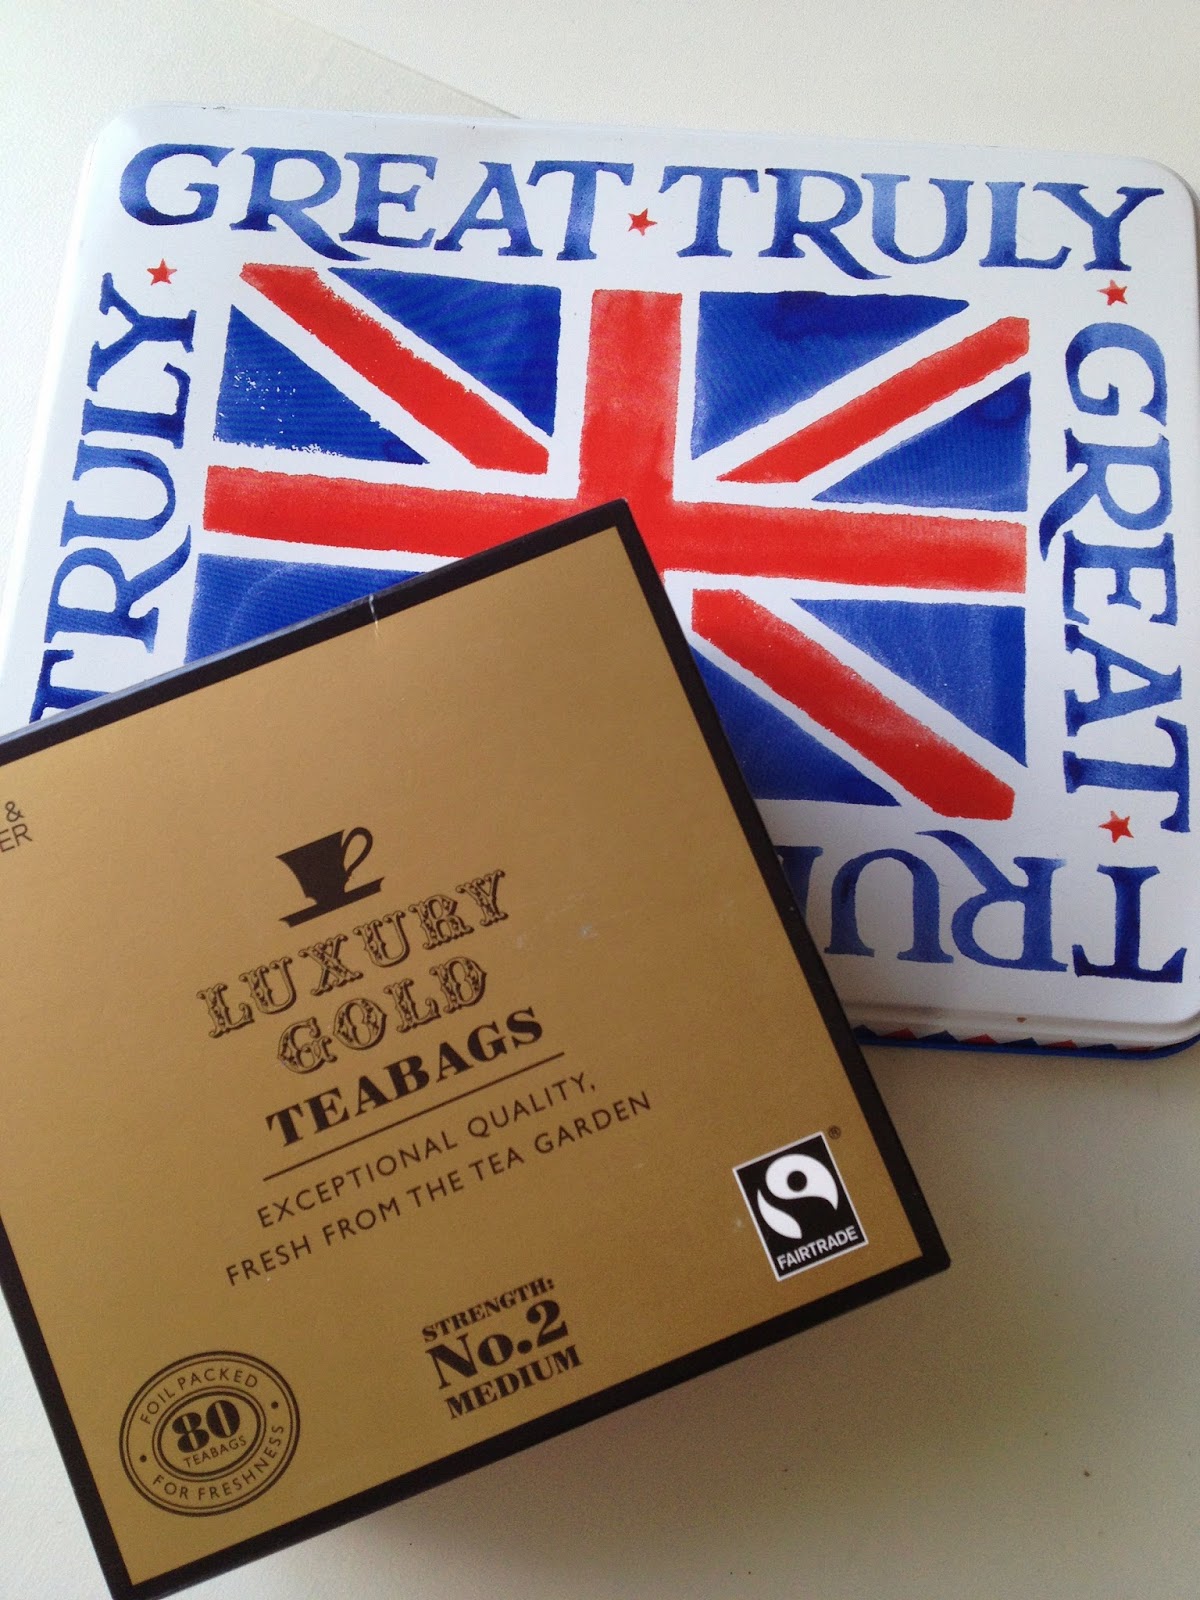 GREAT TRULY
GREAT
TRULY
TRU
&
ER
LUXURY
GOLD
TEABAGS
EXCEPTIONAL QUALITY,
FRESH FROM THE TEA GARDEN
STRENGTH:
No.2
MEDIUM
FAIRTRADE
®
FOIL PACKED
80
TEABAGS
FOR FRESHNESS